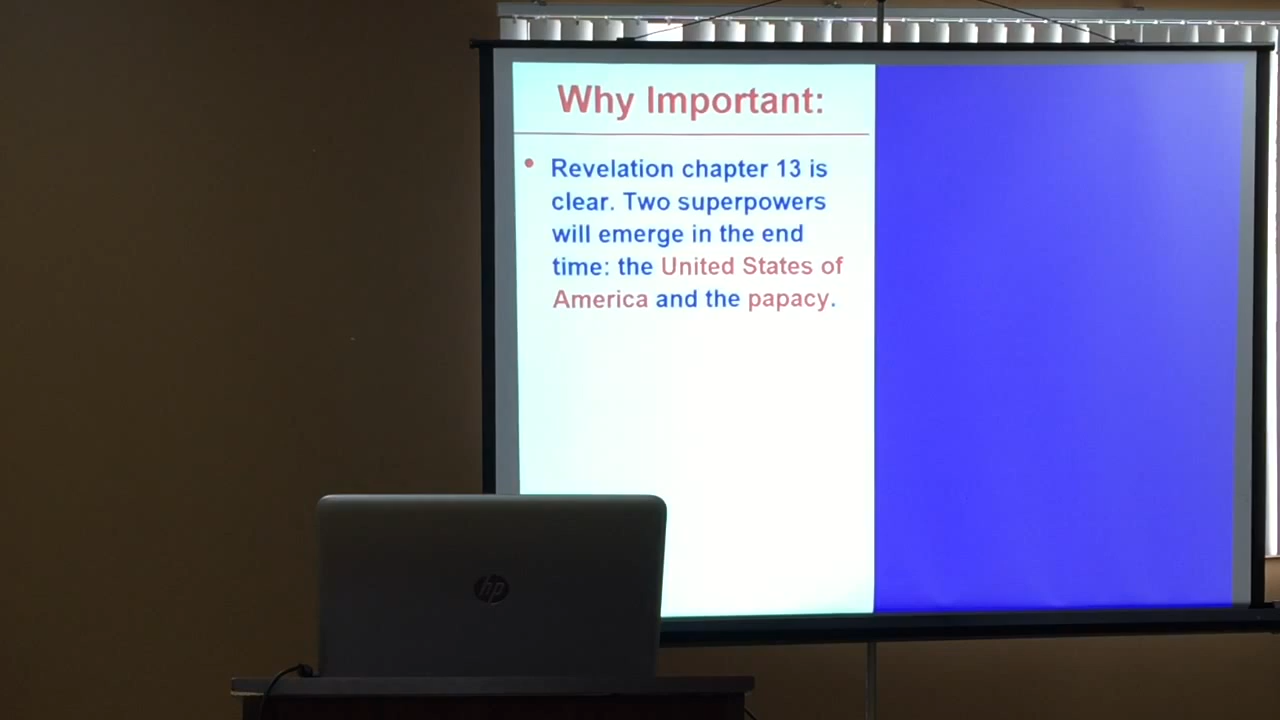 Why Important:
Revelation chapter 13 is
clear. Two superpowers
will emerge in the end
time: the United States of
America and the papacy.
hp